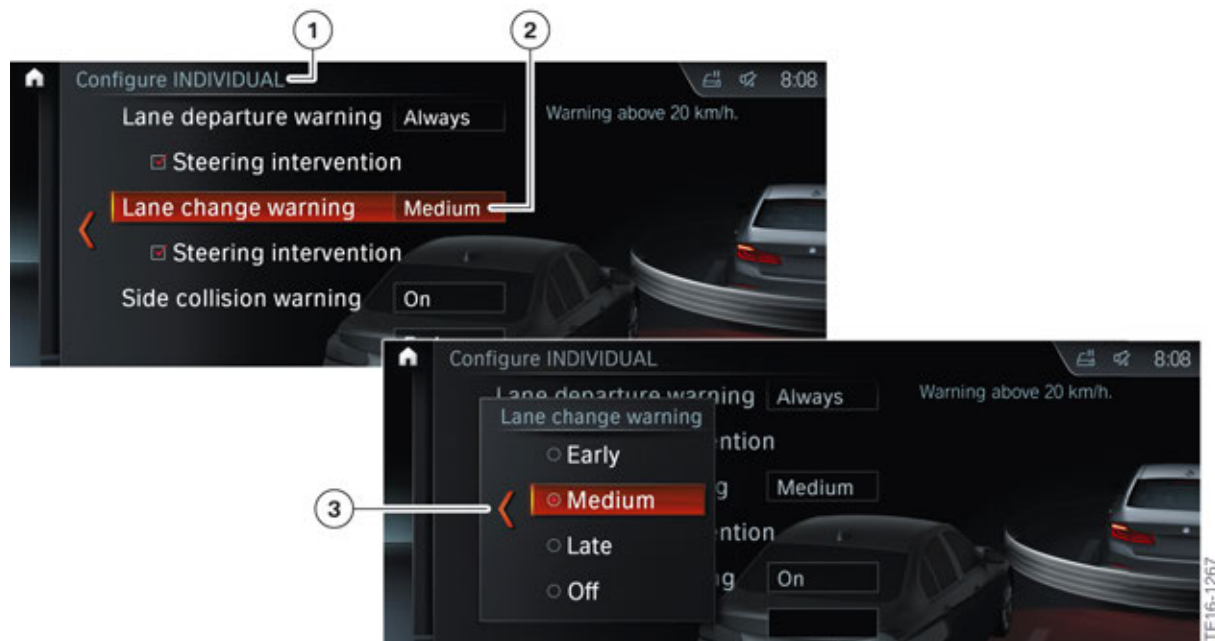 1
2
Configure INDIVIDUAL
8:08
Lane departure warning Always
Warning above 20 km/h.
Steering intervention
Lane change warning Medium
Steering intervention
Side collision warning On
Configure INDIVIDUAL
8:08
Lane departure warning Always
Warning above 20 km/h.
Lane change warning
ntion
Early
Medium
g Medium
3
ntion
Late
g On
Off
TE16-1267